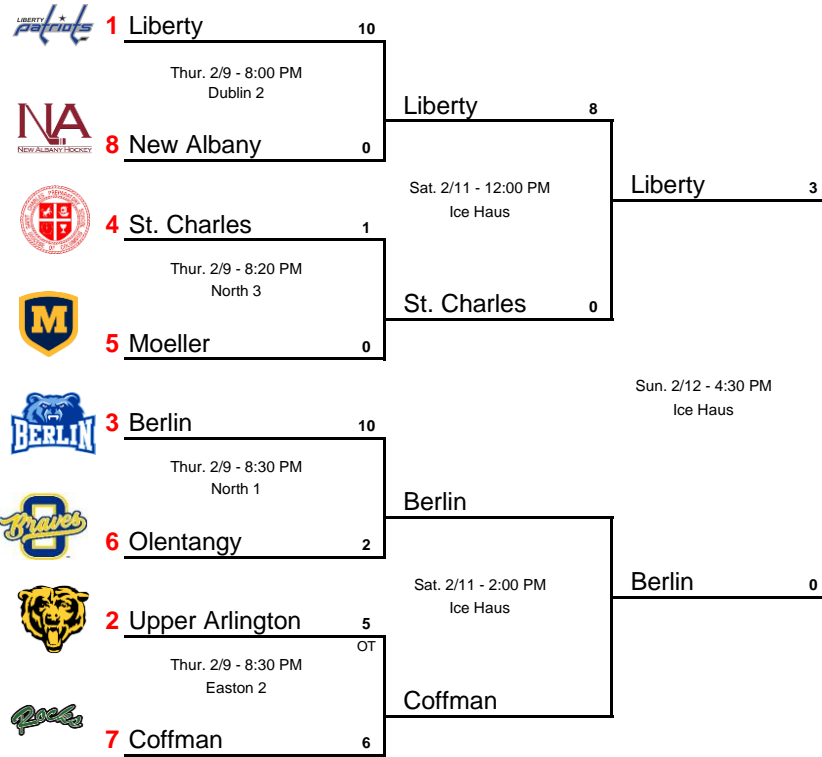 LIBERTY
patriots
1 Liberty 10
Thur. 2/9 - 8:00 PM
Dublin 2
NA
NEW ALBANY HOCKEY
8 New Albany 0
Liberty 8
Sat. 2/11 - 12:00 PM
Ice Haus
4 St. Charles 1
Thur. 2/9 - 8:20 PM
North 3
M
5 Moeller 0
St. Charles 0
Liberty 3
Sun. 2/12 - 4:30 PM
Ice Haus
BERLIN
3 Berlin 10
Thur. 2/9 - 8:30 PM
North 1
Braves
6 Olentangy 2
Berlin
Sat. 2/11 - 2:00 PM
Ice Haus
2 Upper Arlington 5
OT
Thur. 2/9 - 8:30 PM
Easton 2
Rocks
7 Coffman 6
Coffman
Berlin 0